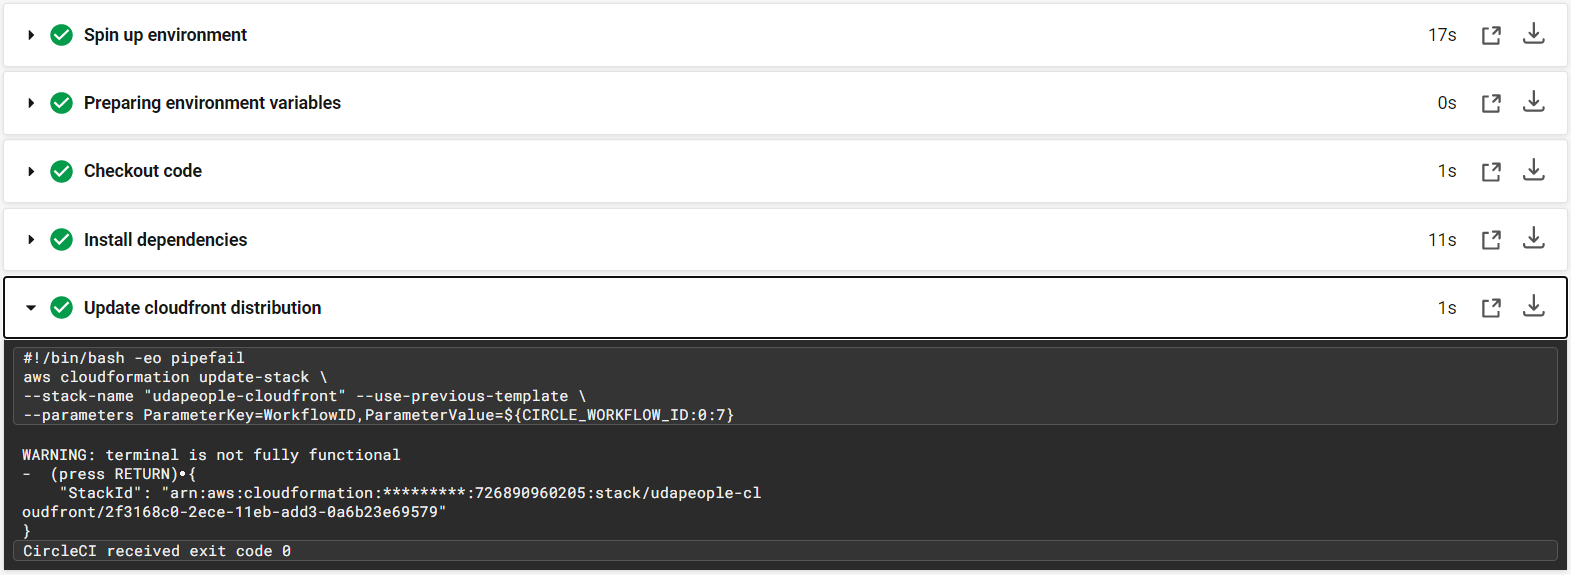 Spin up environment 17s
Preparing environment variables 0s
Checkout code 1s
Install dependencies 11s
Update cloudfront distribution 1s
#!/bin/bash -eo pipefail
aws cloudformation update-stack \
--stack-name "udapeople-cloudfront" --use-previous-template \
--parameters ParameterKey=WorkflowID,ParameterValue=${CIRCLE_WORKFLOW_ID:0:7}
WARNING: terminal is not fully functional
-  (press RETURN)•{
    "StackId": "arn:aws:cloudformation:*********:726890960205:stack/udapeople-cl
oudfront/2f3168c0-2ece-11eb-add3-0a6b23e69579"
}
CircleCI received exit code 0